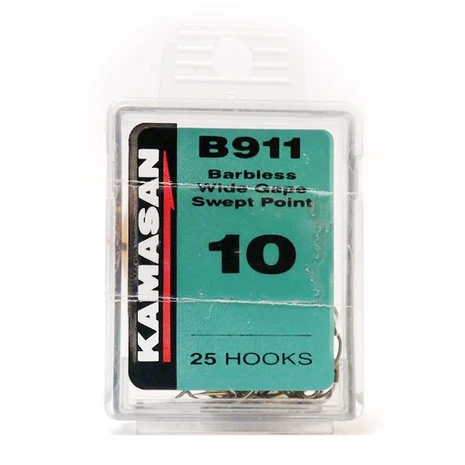 KAMASAN
B911
Barbless
Wide Gape
Swept Point
10
25 HOOKS